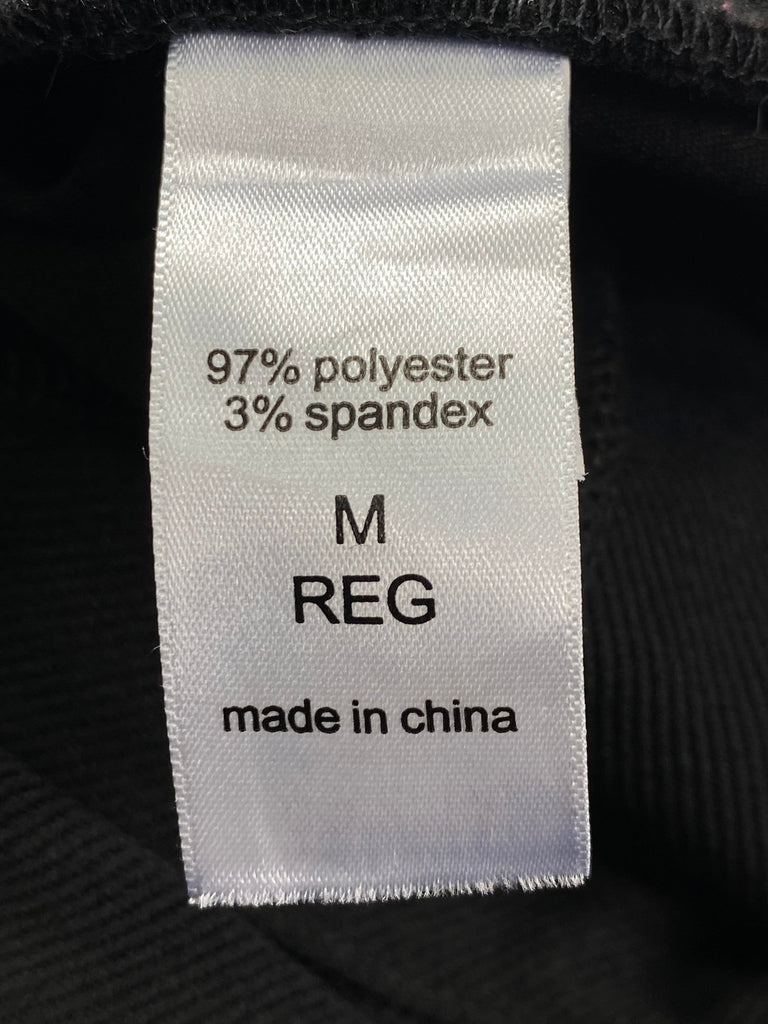 97% polyester
3% spandex
M
REG
made in china